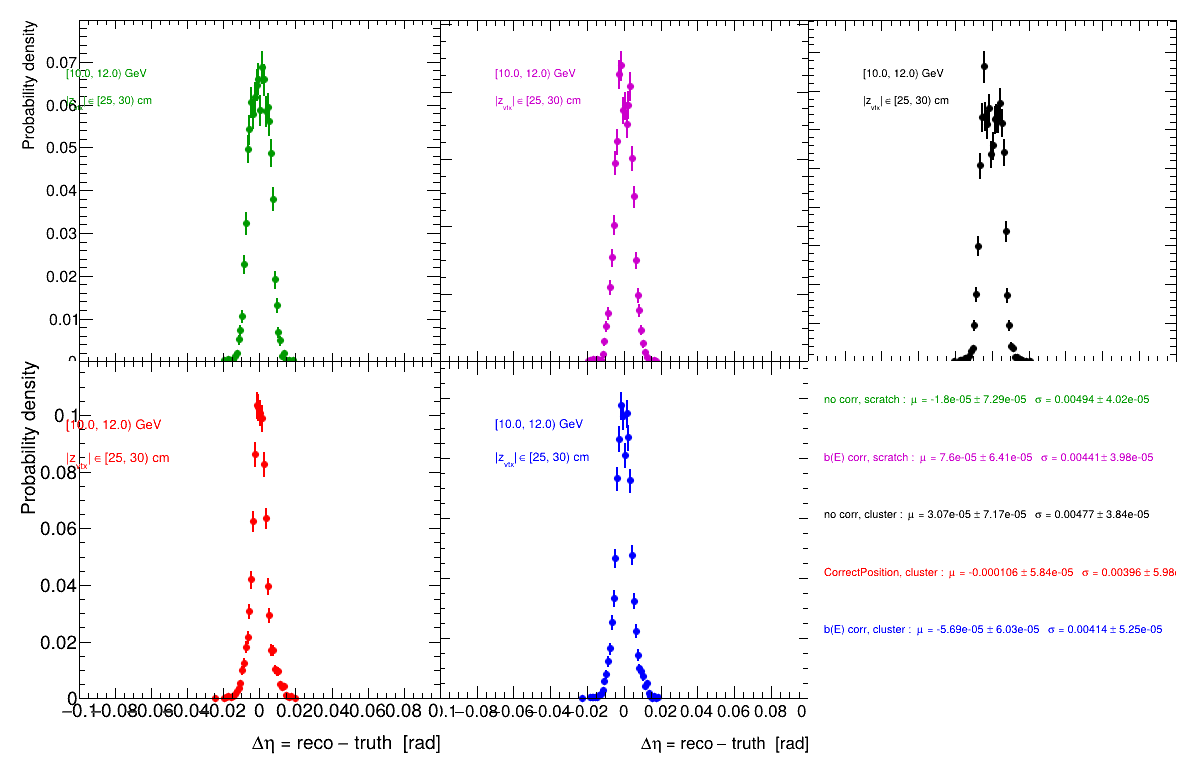 Probability density
0.07
0.06
0.05
0.04
0.03
0.02
0.01
0
[10.0, 12.0) GeV
|z_vtx| ∈ [25, 30) cm
[10.0, 12.0) GeV
|z_vtx| ∈ [25, 30) cm
[10.0, 12.0) GeV
|z_vtx| ∈ [25, 30) cm
Probability density
0.1
0.08
0.06
0.04
0.02
0
[10.0, 12.0) GeV
|z_vtx| ∈ [25, 30) cm
−0.1 −0.08 −0.06 −0.04 −0.02 0 0.02 0.04 0.06 0.08 0.1
Δη = reco − truth [rad]
[10.0, 12.0) GeV
|z_vtx| ∈ [25, 30) cm
−0.08 −0.06 −0.04 −0.02 0 0.02 0.04 0.06 0.08 0
Δη = reco − truth [rad]
no corr, scratch : μ = -1.8e-05 ± 7.29e-05 σ = 0.00494 ± 4.02e-05
b(E) corr, scratch : μ = 7.6e-05 ± 6.41e-05 σ = 0.00441 ± 3.98e-05
no corr, cluster : μ = 3.07e-05 ± 7.17e-05 σ = 0.00477 ± 3.84e-05
CorrectPosition, cluster : μ = -0.000106 ± 5.84e-05 σ = 0.00396 ± 5.98e
b(E) corr, cluster : μ = -5.69e-05 ± 6.03e-05 σ = 0.00414 ± 5.25e-05